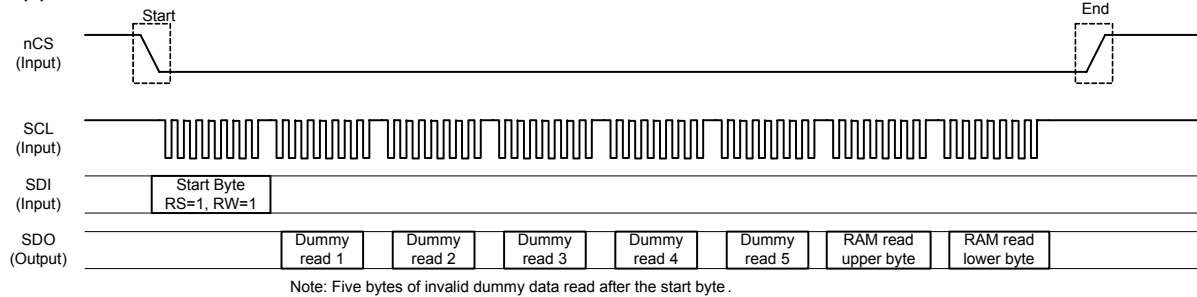 Start
End
nCS
(Input)
SCL
(Input)
SDI
(Input)
Start Byte
RS=1, RW=1
SDO
(Output)
Dummy
read 1
Dummy
read 2
Dummy
read 3
Dummy
read 4
Dummy
read 5
RAM read
upper byte
RAM read
lower byte
Note: Five bytes of invalid dummy data read after the start byte.